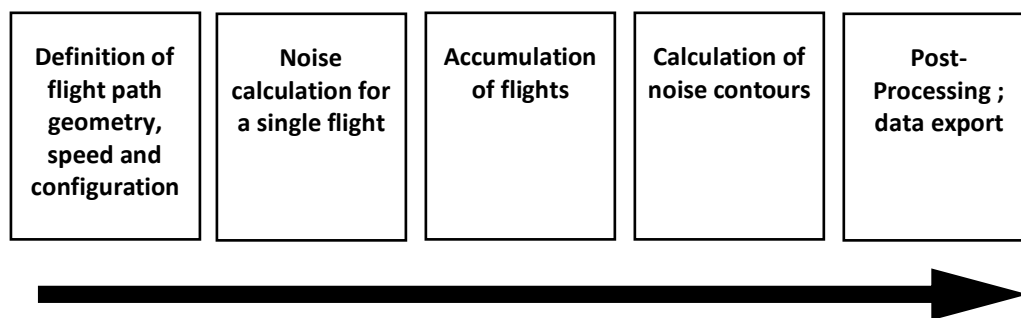 Definition of
flight path
geometry,
speed and
configuration
Noise
calculation for
a single flight
Accumulation
of flights
Calculation of
noise contours
Post-
Processing ;
data export